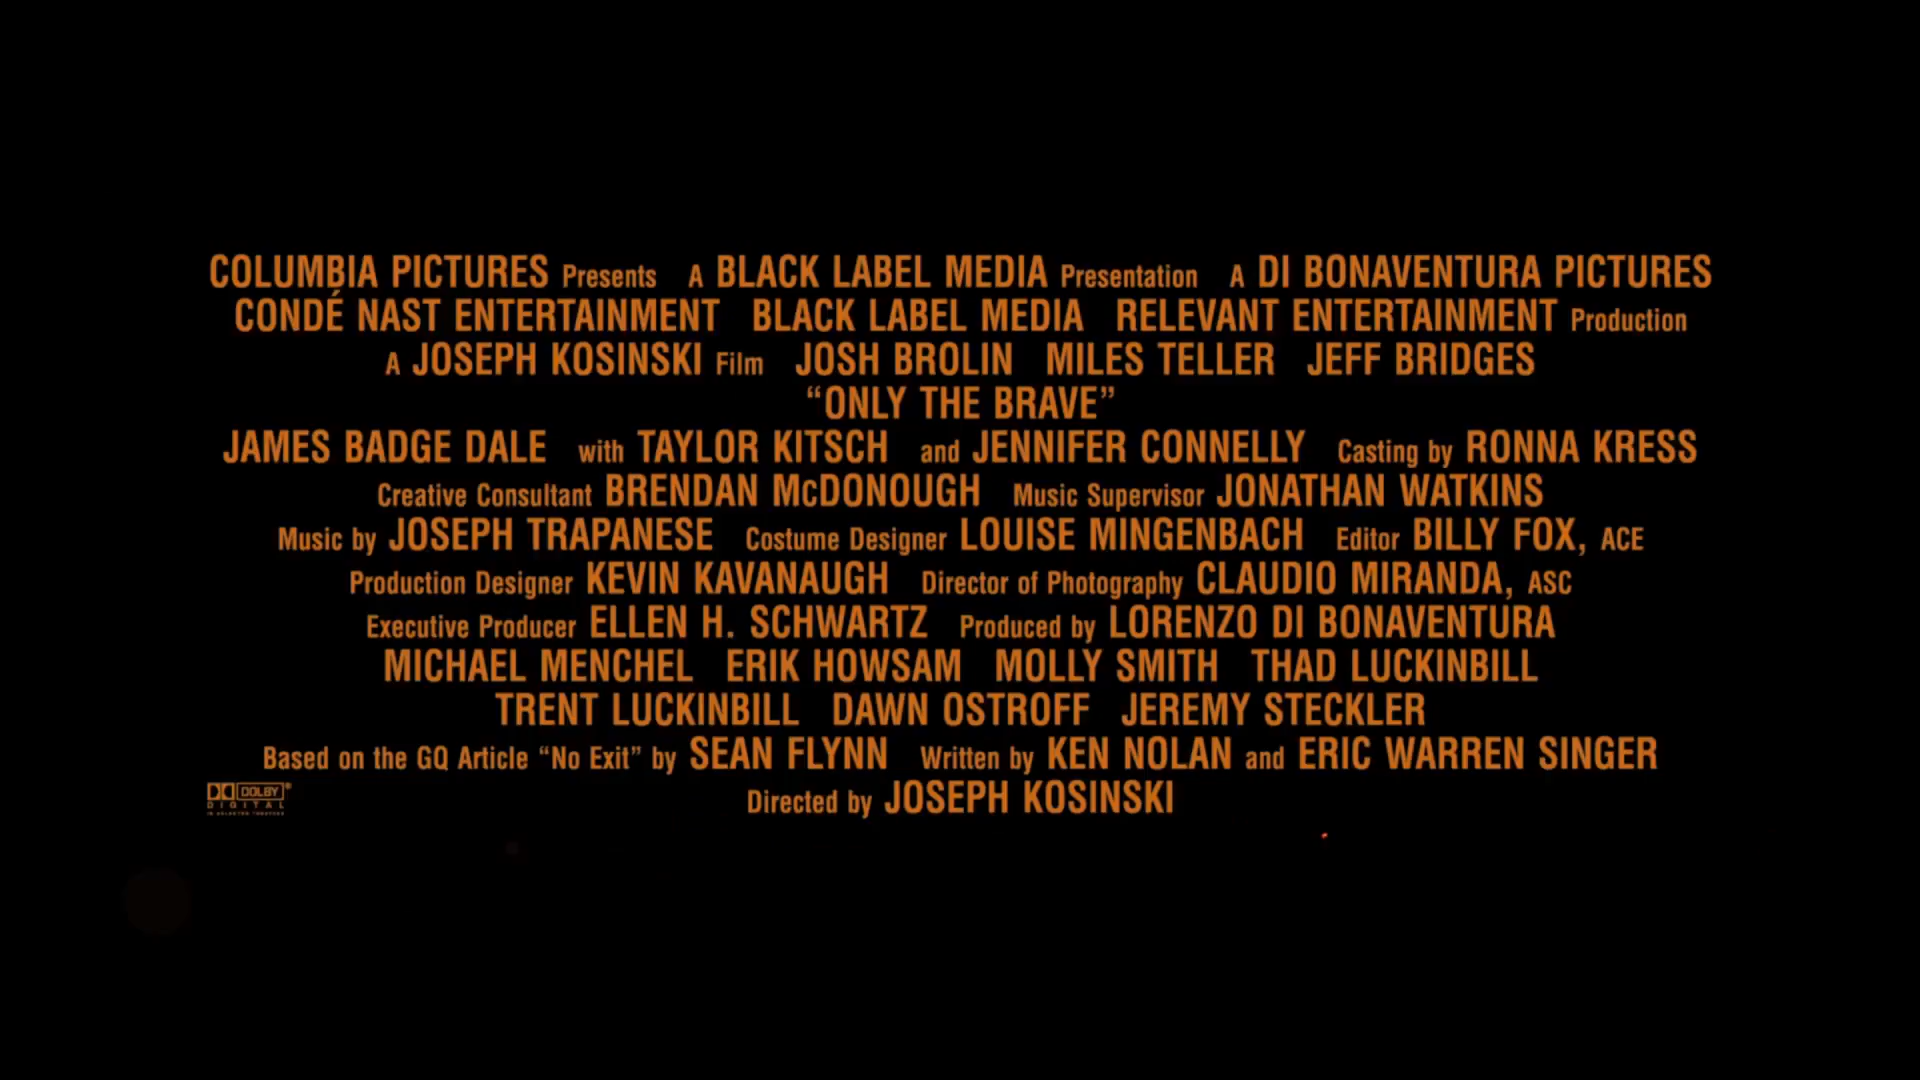 COLUMBIA PICTURES Presents A BLACK LABEL MEDIA Presentation A DI BONAVENTURA PICTURES
CONDÉ NAST ENTERTAINMENT BLACK LABEL MEDIA RELEVANT ENTERTAINMENT Production
A JOSEPH KOSINSKI Film JOSH BROLIN MILES TELLER JEFF BRIDGES
“ONLY THE BRAVE”
JAMES BADGE DALE with TAYLOR KITSCH and JENNIFER CONNELLY Casting by RONNA KRESS
Creative Consultant BRENDAN McDONOUGH Music Supervisor JONATHAN WATKINS
Music by JOSEPH TRAPANESE Costume Designer LOUISE MINGENBACH Editor BILLY FOX, ACE
Production Designer KEVIN KAVANAUGH Director of Photography CLAUDIO MIRANDA, ASC
Executive Producer ELLEN H. SCHWARTZ Produced by LORENZO DI BONAVENTURA
MICHAEL MENCHEL ERIK HOWSAM MOLLY SMITH THAD LUCKINBILL
TRENT LUCKINBILL DAWN OSTROFF JEREMY STECKLER
Based on the GQ Article “No Exit” by SEAN FLYNN Written by KEN NOLAN and ERIC WARREN SINGER
Directed by JOSEPH KOSINSKI
DOLBY
DIGITAL
IN SELECTED THEATRES